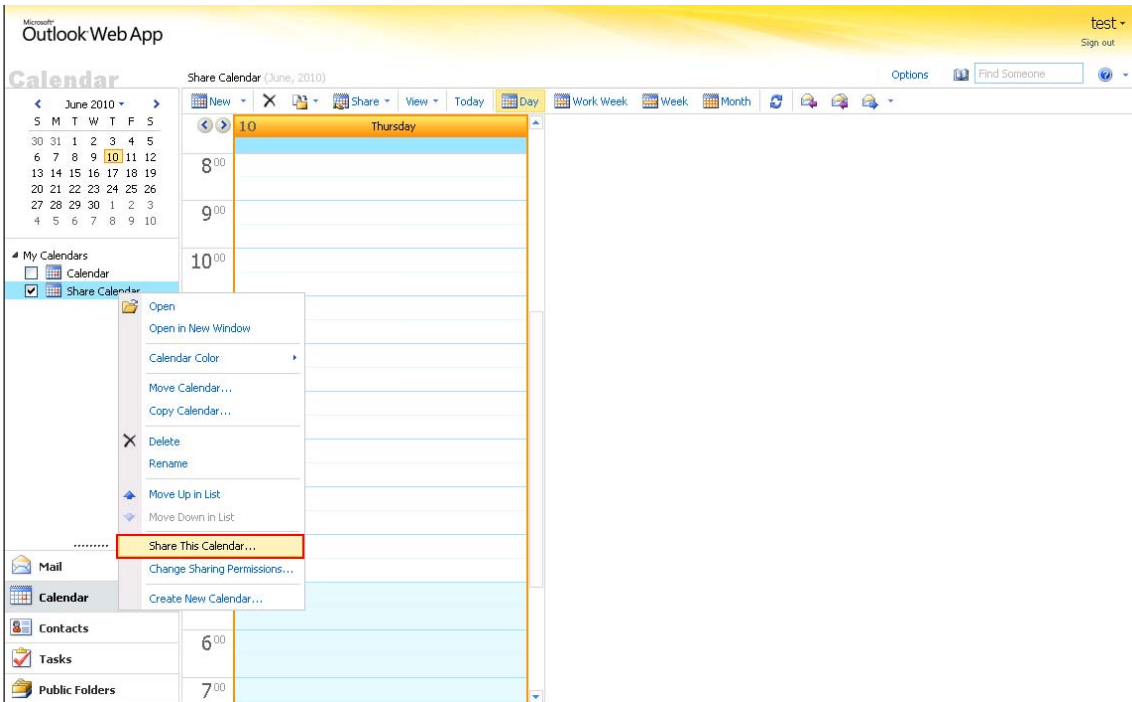 Microsoft®
Outlook Web App
test
Sign out
Calendar
Share Calendar (June, 2010)
Options
Find Someone
June 2010
S M T W T F S
30 31 1 2 3 4 5
6 7 8 9 10 11 12
13 14 15 16 17 18 19
20 21 22 23 24 25 26
27 28 29 30 1 2 3
4 5 6 7 8 9 10
New Share View Today Day Work Week Week Month
10 Thursday
8 00
9 00
10 00
My Calendars
Calendar
Share Calendar
Open
Open in New Window
Calendar Color
Move Calendar...
Copy Calendar...
Delete
Rename
Move Up in List
Move Down in List
Share This Calendar...
Change Sharing Permissions...
Create New Calendar...
Mail
Calendar
Contacts
Tasks
Public Folders
6 00
7 00